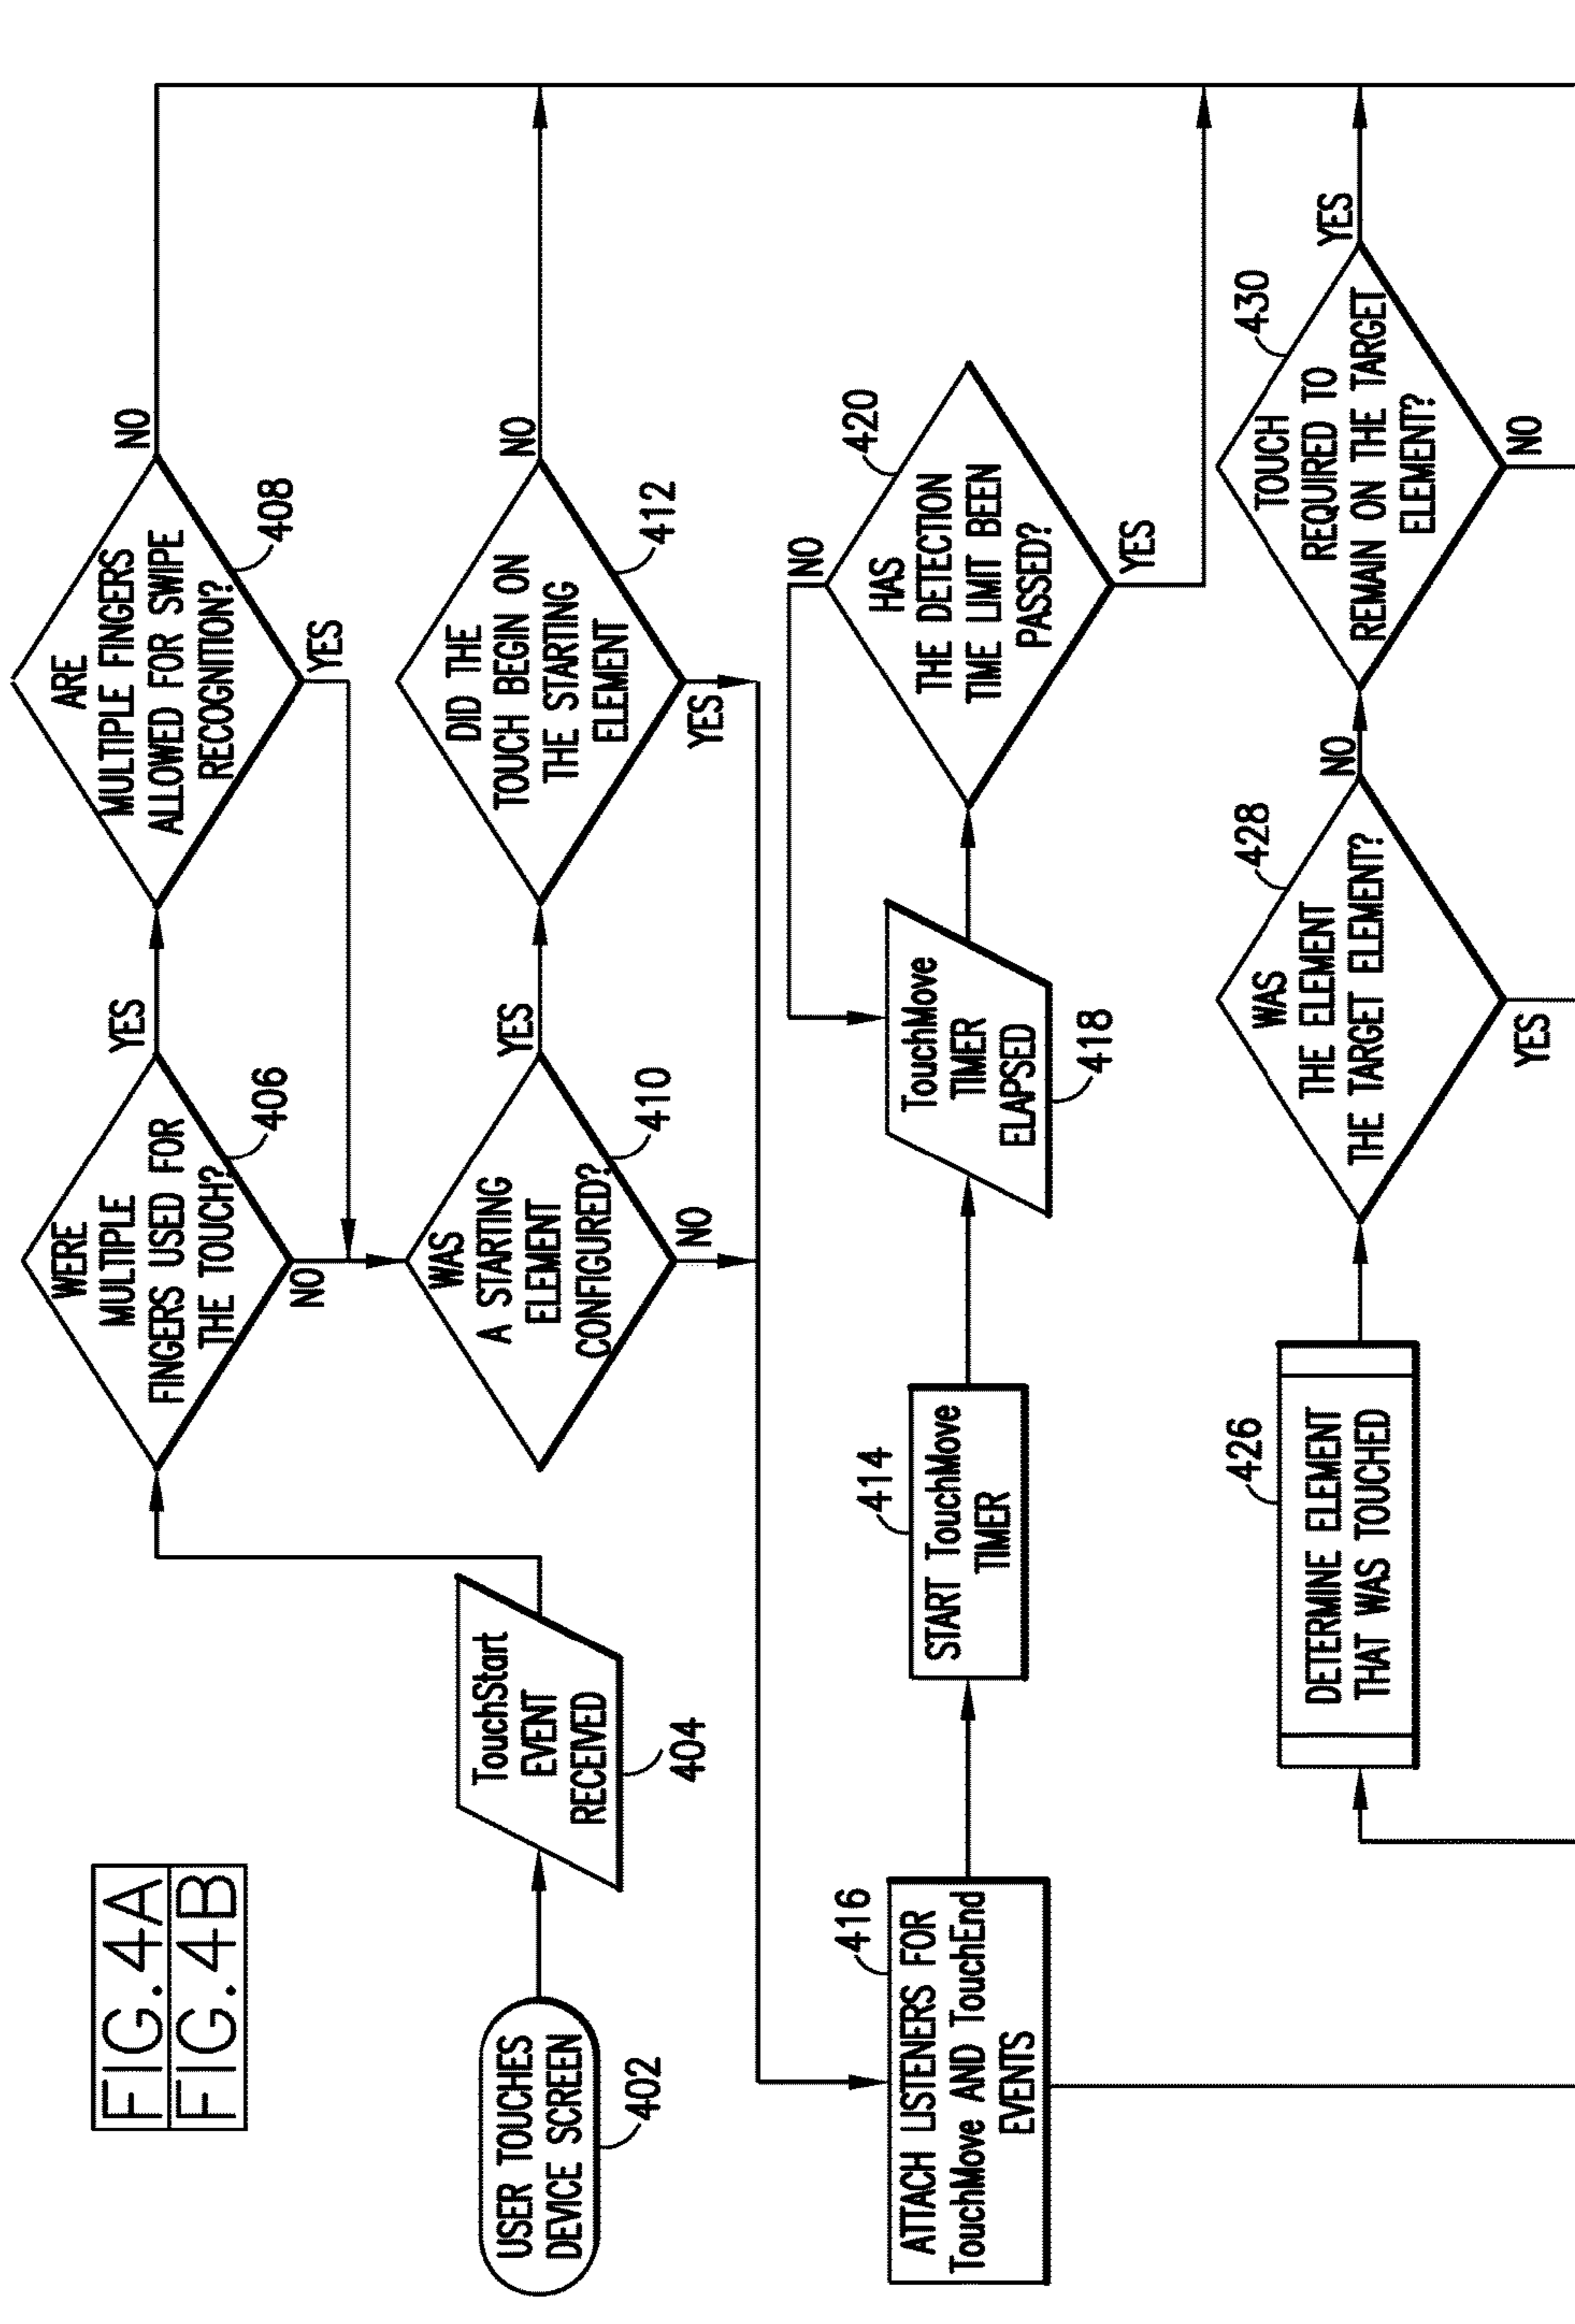 FIG.4A
FIG.4B
USER TOUCHES
DEVICE SCREEN
402
TouchStart
EVENT
RECEIVED
404
WERE
MULTIPLE
FINGERS USED FOR
THE TOUCH?
406
YES
NO
ARE
MULTIPLE FINGERS
ALLOWED FOR SWIPE
RECOGNITION?
408
NO
YES
WAS
A STARTING
ELEMENT
CONFIGURED?
410
YES
NO
DID THE
TOUCH BEGIN ON
THE STARTING
ELEMENT
412
NO
YES
ATTACH LISTENERS FOR
TouchMove AND TouchEnd
EVENTS
416
START TouchMove
TIMER
414
TouchMove
TIMER
ELAPSED
418
HAS
THE DETECTION
TIME LIMIT BEEN
PASSED?
420
NO
YES
DETERMINE ELEMENT
THAT WAS TOUCHED
426
WAS
THE ELEMENT
THE TARGET ELEMENT?
428
NO
YES
TOUCH
REQUIRED TO
REMAIN ON THE TARGET
ELEMENT?
430
YES
NO